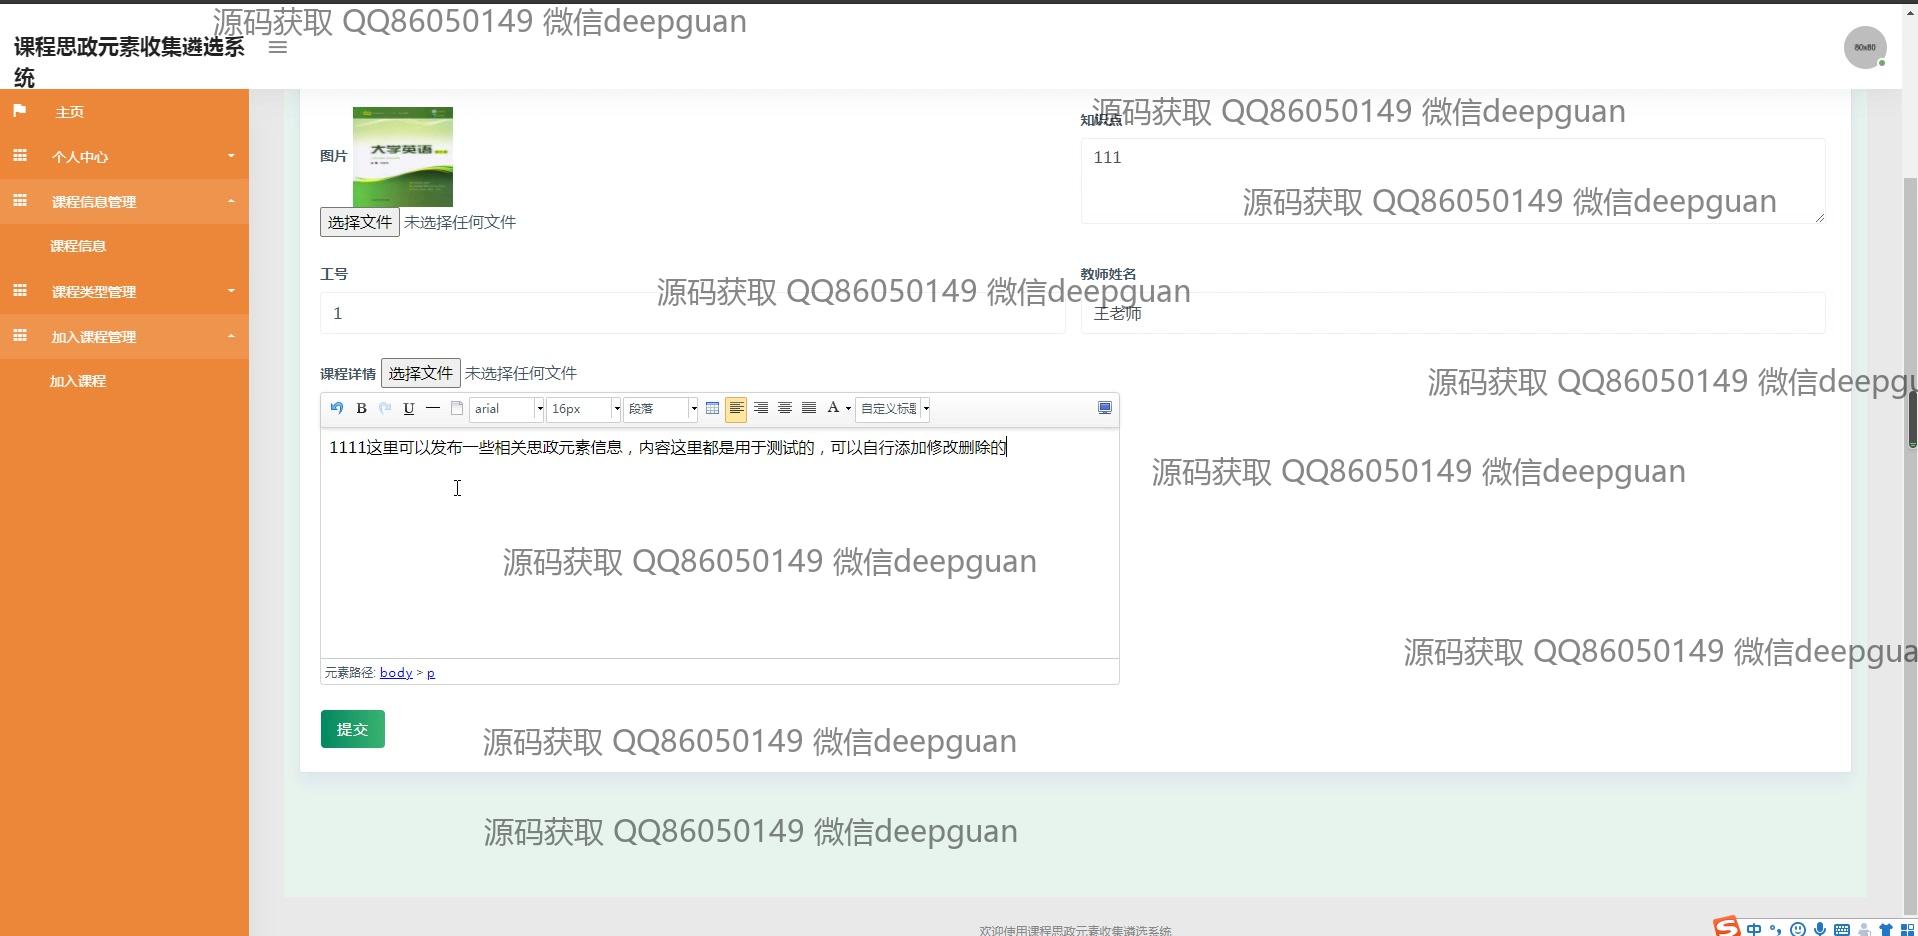 源码获取 QQ86050149 微信deepguan
课程思政元素收集遴选系
统
80x80
主页
个人中心
课程信息管理
课程信息
课程类型管理
加入课程管理
加入课程
源码获取 QQ86050149 微信deepguan
图片
大学英语
知识点
111
源码获取 QQ86050149 微信deepguan
选择文件 未选择任何文件
工号
教师姓名
源码获取 QQ86050149 微信deepguan
1
王老师
课程详情 选择文件 未选择任何文件
源码获取 QQ86050149 微信deepgu
B U arial 16px 段落 A 自定义标题
1111这里可以发布一些相关思政元素信息，内容这里都是用于测试的，可以自行添加修改删除的
源码获取 QQ86050149 微信deepguan
源码获取 QQ86050149 微信deepguan
源码获取 QQ86050149 微信deepgua
元素路径: body > p
提交
源码获取 QQ86050149 微信deepguan
源码获取 QQ86050149 微信deepguan
欢迎使用课程思政元素收集遴选系统
S 中